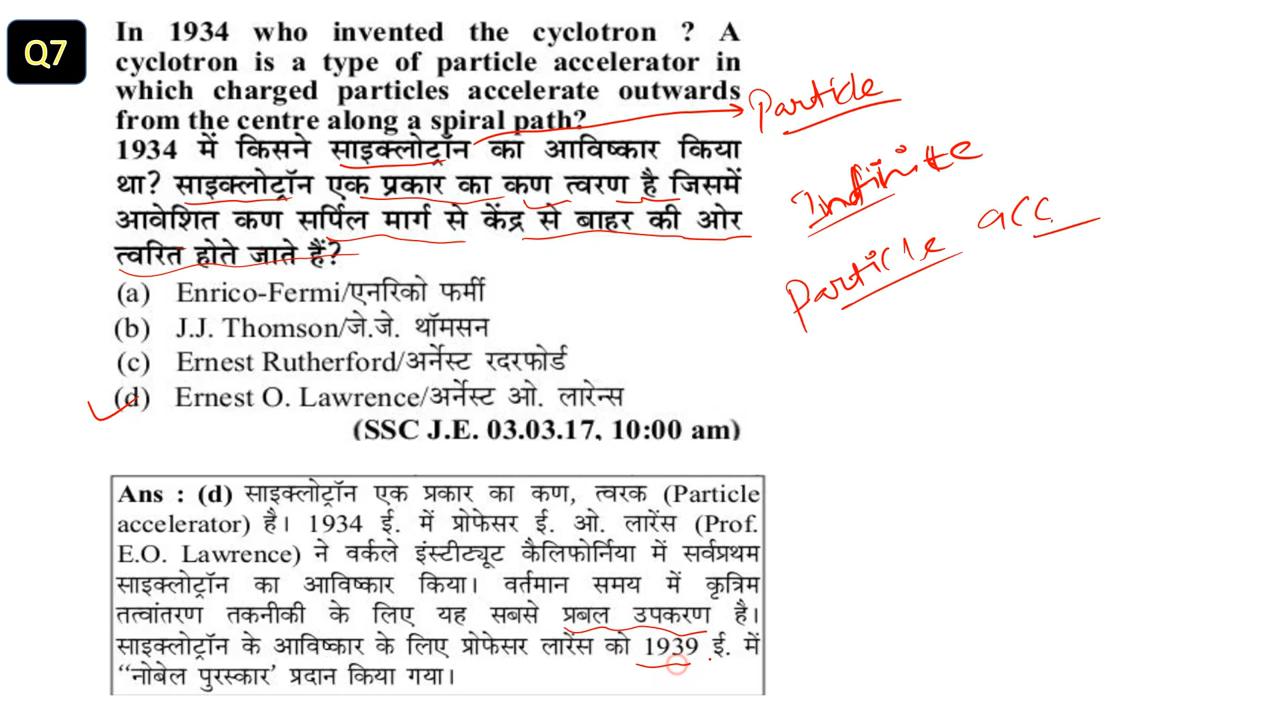 Q7
In 1934 who invented the cyclotron ? A
cyclotron is a type of particle accelerator in
which charged particles accelerate outwards
from the centre along a spiral path?
1934 में किसने साइक्लोट्रॉन का आविष्कार किया
था? साइक्लोट्रॉन एक प्रकार का कण त्वरण है जिसमें
आवेशित कण सर्पिल मार्ग से केंद्र से बाहर की ओर
त्वरित होते जाते हैं?
(a) Enrico-Fermi/एनरिको फर्मी
(b) J.J. Thomson/जे.जे. थॉमसन
(c) Ernest Rutherford/अर्नेस्ट रदरफोर्ड
(d) Ernest O. Lawrence/अर्नेस्ट ओ. लारेन्स
(SSC J.E. 03.03.17, 10:00 am)
Particle
Infinite
Particle acc
Ans : (d) साइक्लोट्रॉन एक प्रकार का कण, त्वरक (Particle
accelerator) है। 1934 ई. में प्रोफेसर ई. ओ. लारेंस (Prof.
E.O. Lawrence) ने वर्कले इंस्टीट्यूट कैलिफोर्निया में सर्वप्रथम
साइक्लोट्रॉन का आविष्कार किया। वर्तमान समय में कृत्रिम
तत्वांतरण तकनीकी के लिए यह सबसे प्रबल उपकरण है।
साइक्लोट्रॉन के आविष्कार के लिए प्रोफेसर लारेंस को 1939 ई. में
‘‘नोबेल पुरस्कार’ प्रदान किया गया।